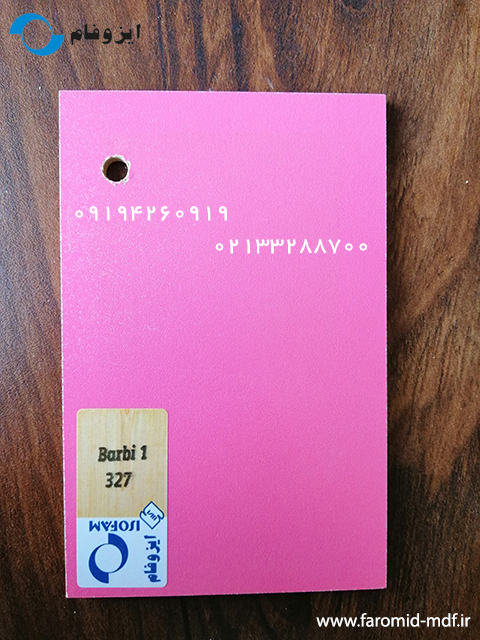 ایزوفام
۰۹۱۹۴۲۶۰۹۱۹
۰۲۱۳۳۲۸۸۷۰۰
Barbi 1
327
ISOFAM
ایزوفام
www.faromid-mdf.ir